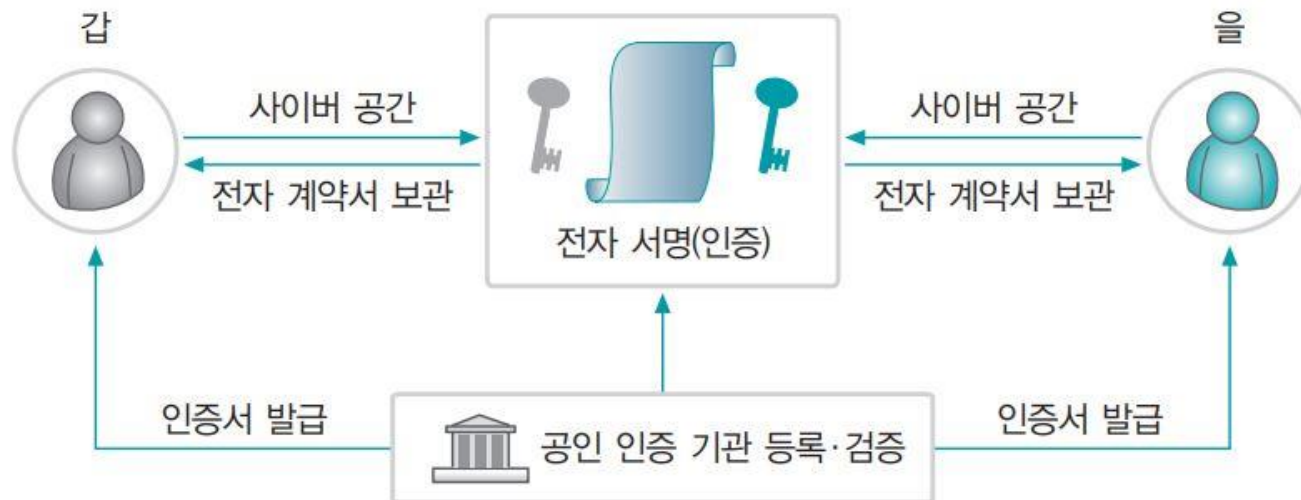 갑
을
사이버 공간
전자 계약서 보관
사이버 공간
전자 계약서 보관
전자 서명(인증)
인증서 발급
공인 인증 기관 등록·검증
인증서 발급